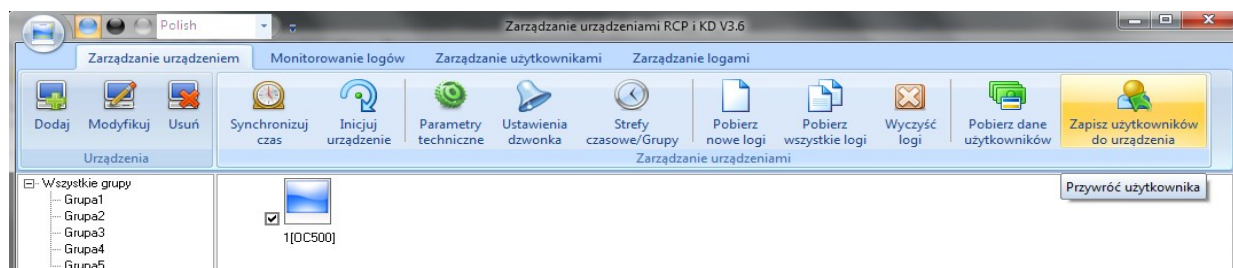 Polish
Zarządzanie urządzeniami RCP i KD V3.6
Zarządzanie urządzeniem Monitorowanie logów Zarządzanie użytkownikami Zarządzanie logami
Dodaj Modyfikuj Usuń Synchronizuj czas Inicjuj urządzenie Parametry techniczne Ustawienia dzwonka Strefy czasowe/Grupy Pobierz nowe logi Pobierz wszystkie logi Wyczyść logi Pobierz dane użytkowników Zapisz użytkowników do urządzenia
Urządzenia Zarządzanie urządzeniami
Przywróć użytkownika
Wszystkie grupy
Grupa1
Grupa2
Grupa3
Grupa4
Grupa5
1[OC500]